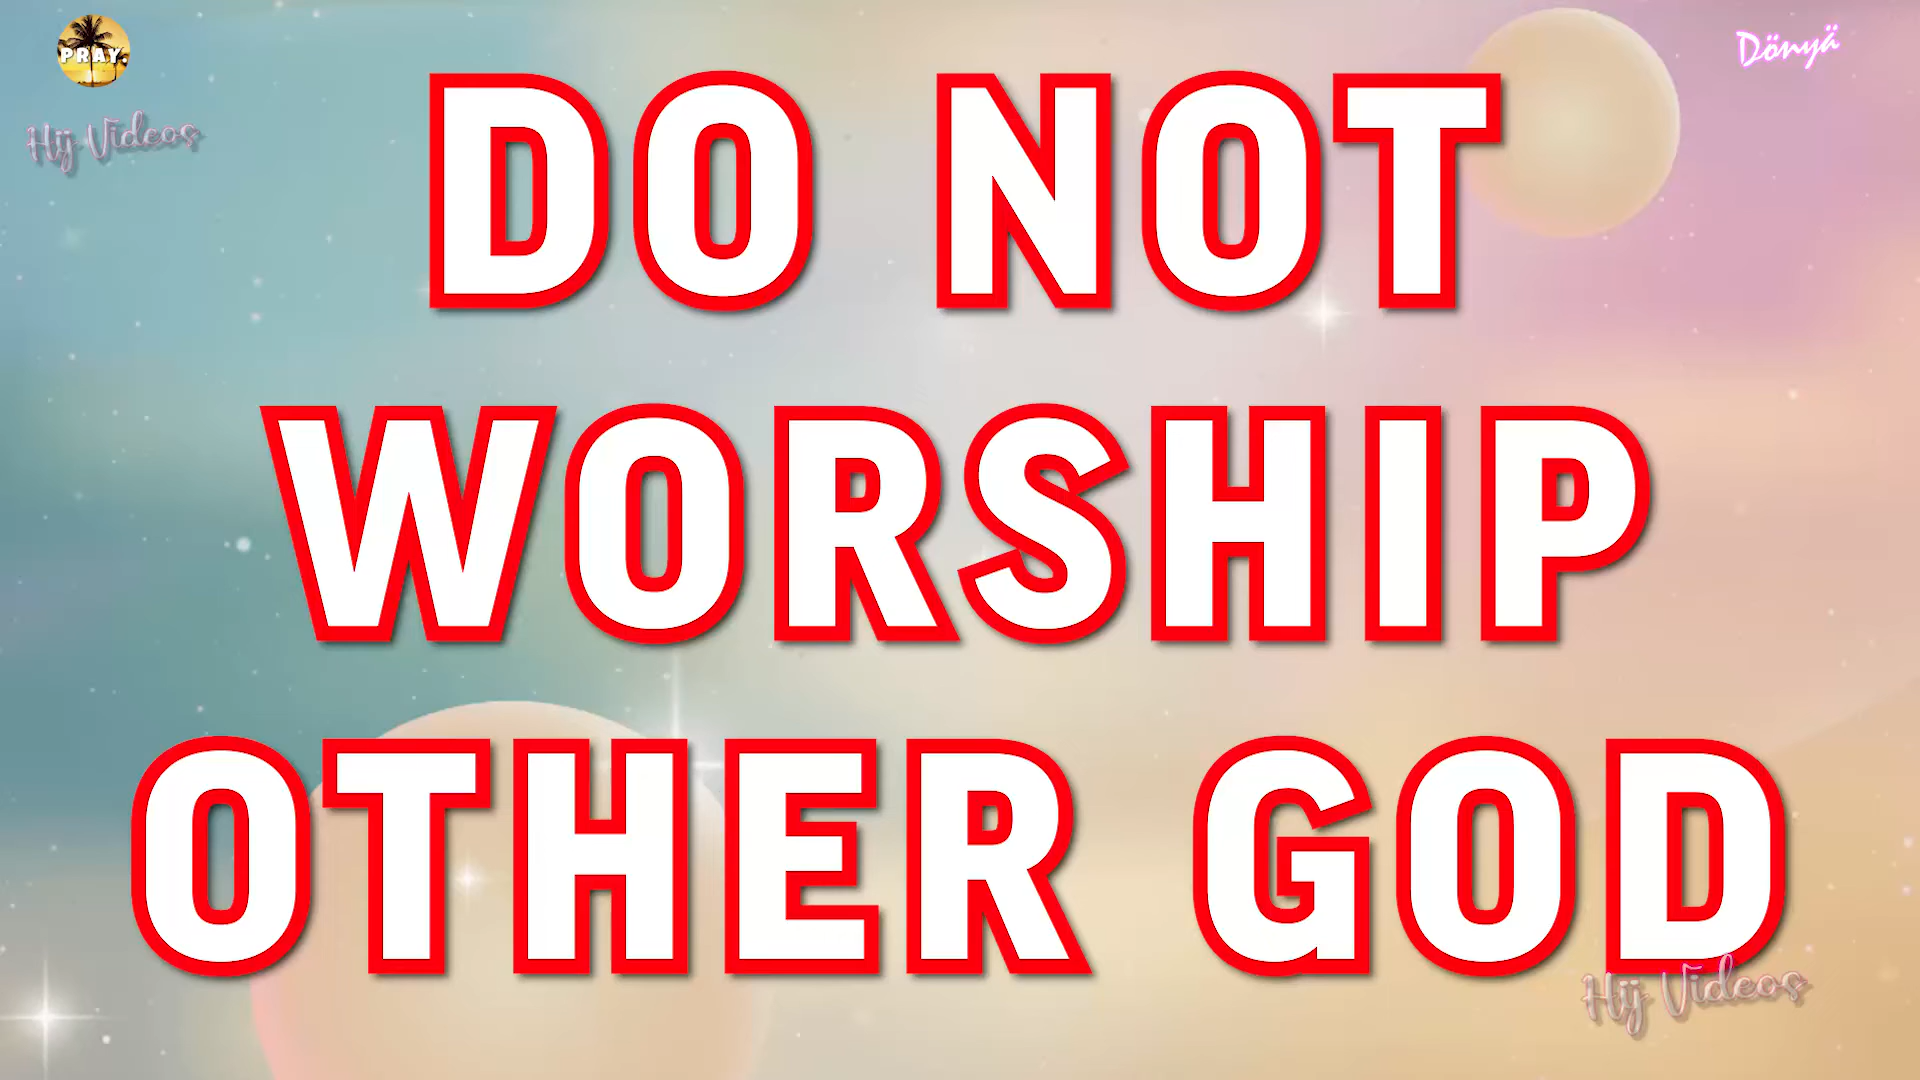 PRAY.
Dönyä
Hij Videos
DO NOT
WORSHIP
OTHER GOD
Hij Videos